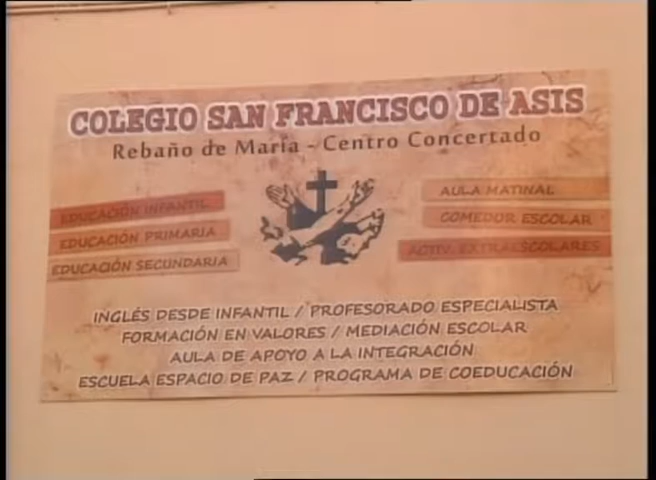 COLEGIO SAN FRANCISCO DE ASIS
Rebaño de María - Centro Concertado
EDUCACIÓN INFANTIL
EDUCACIÓN PRIMARIA
EDUCACIÓN SECUNDARIA
AULA MATINAL
COMEDOR ESCOLAR
ACTIV. EXTRAESCOLARES
INGLÉS DESDE INFANTIL / PROFESORADO ESPECIALISTA
FORMACIÓN EN VALORES / MEDIACIÓN ESCOLAR
AULA DE APOYO A LA INTEGRACIÓN
ESCUELA ESPACIO DE PAZ / PROGRAMA DE COEDUCACIÓN